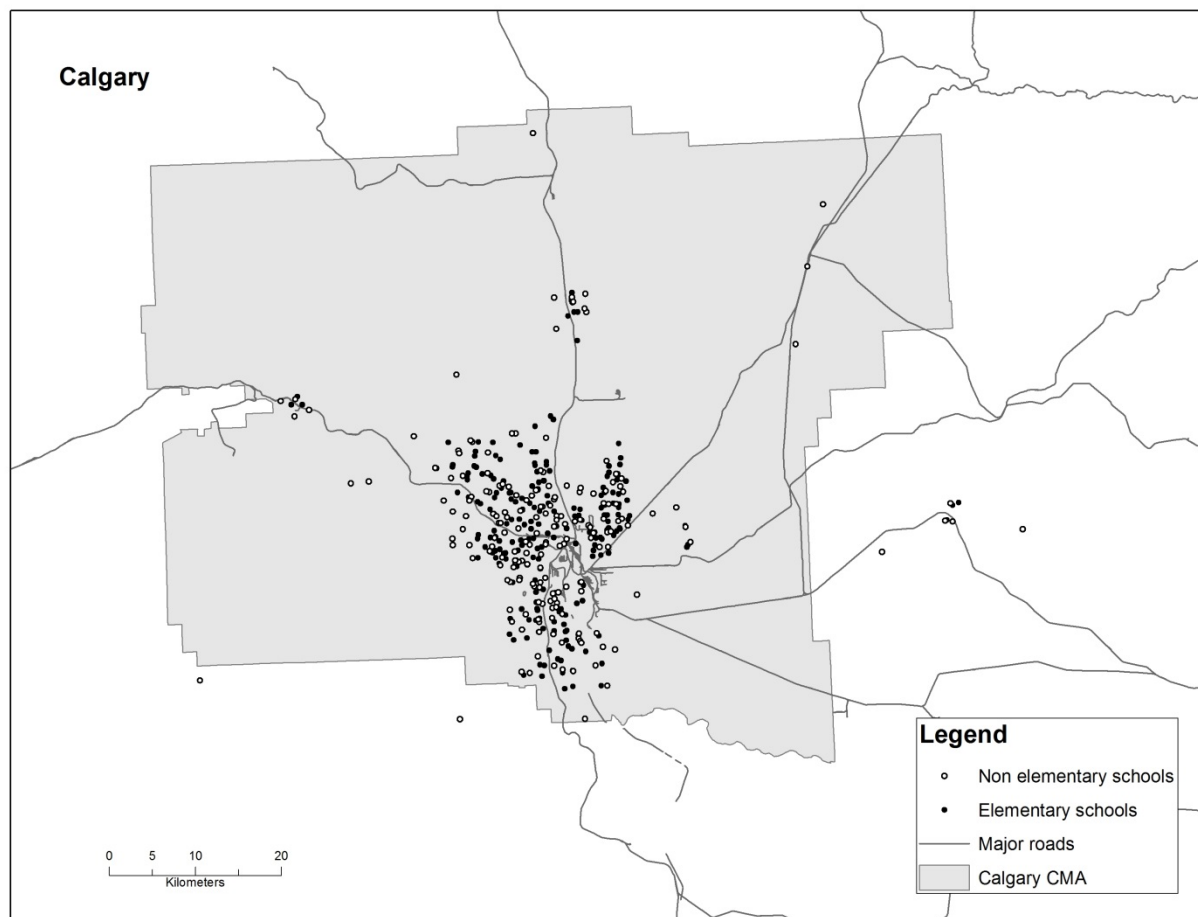 Calgary
Legend
Non elementary schools
Elementary schools
Major roads
Calgary CMA
0 5 10 20
Kilometers